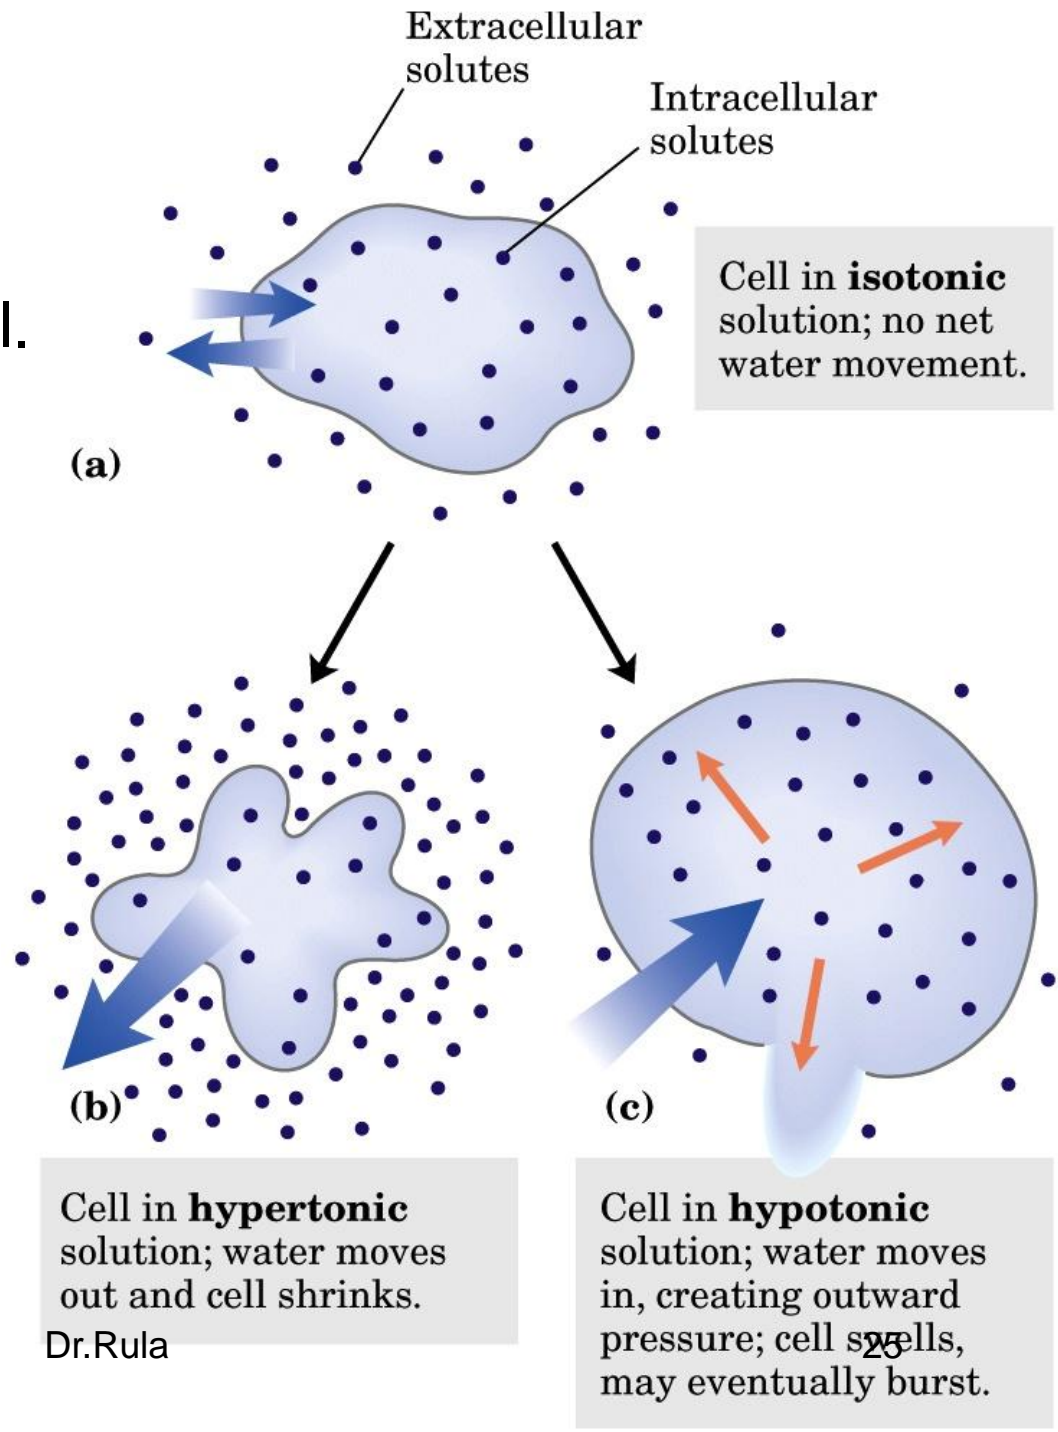 Extracellular
solutes
Intracellular
solutes
Cell in isotonic
solution; no net
water movement.
l.
(a)
(b)
(c)
Cell in hypertonic
solution; water moves
out and cell shrinks.
Cell in hypotonic
solution; water moves
in, creating outward
pressure; cell swells,
may eventually burst.
Dr.Rula
25